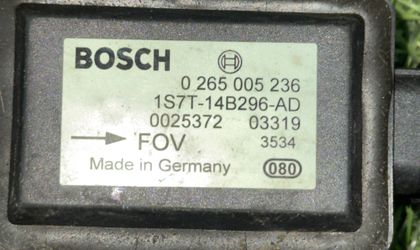 BOSCH
0 265 005 236
1S7T-14B296-AD
0025372 03319
FOV 3534
Made in Germany 080